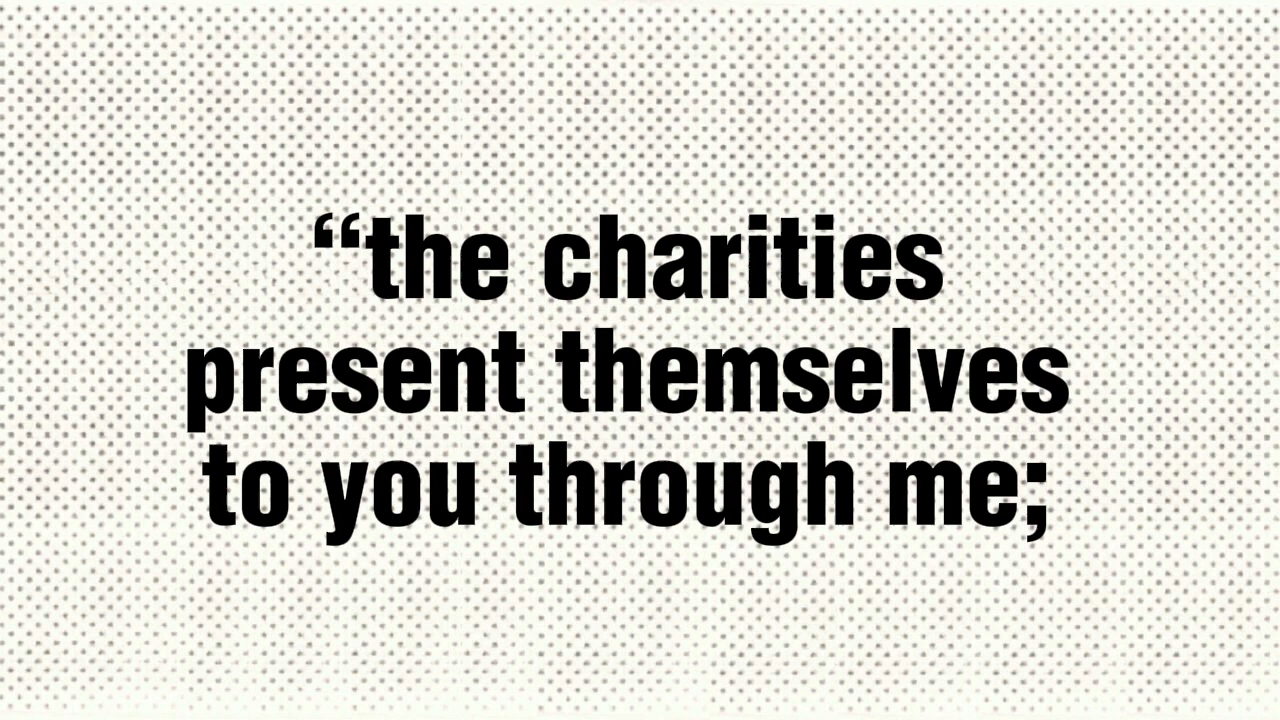 “the charities
present themselves
to you through me;